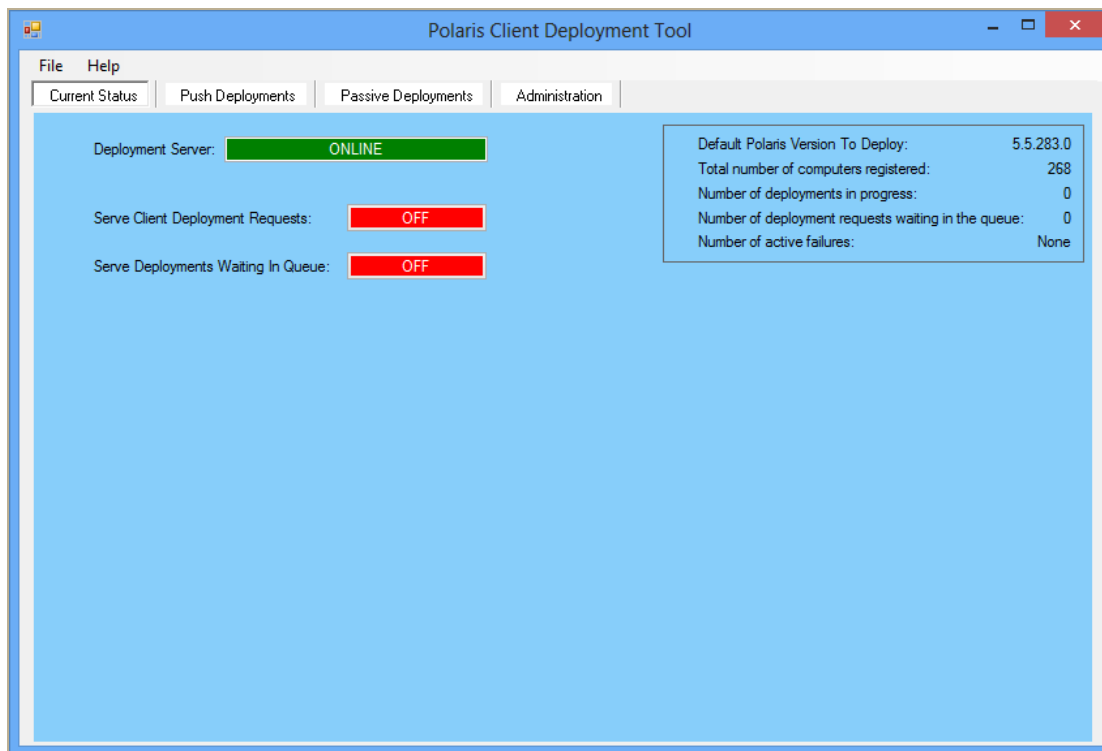 Polaris Client Deployment Tool
File Help
Current Status Push Deployments Passive Deployments Administration
Deployment Server: ONLINE
Serve Client Deployment Requests: OFF
Serve Deployments Waiting In Queue: OFF
Default Polaris Version To Deploy: 5.5.283.0
Total number of computers registered: 268
Number of deployments in progress: 0
Number of deployment requests waiting in the queue: 0
Number of active failures: None